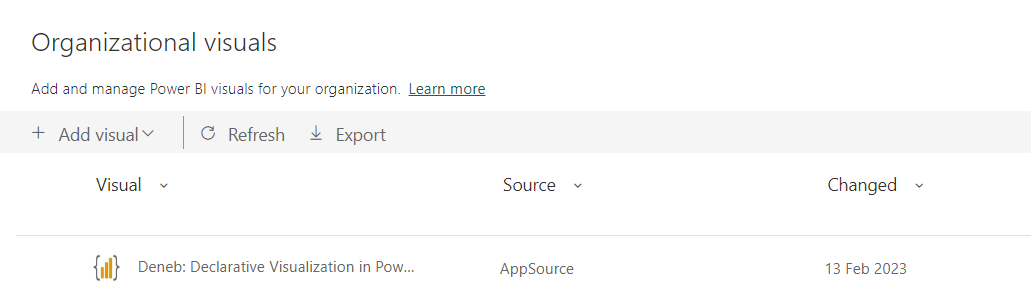 Organizational visuals
Add and manage Power BI visuals for your organization. Learn more
Add visual Refresh Export
Visual Source Changed
Deneb: Declarative Visualization in Pow... AppSource 13 Feb 2023